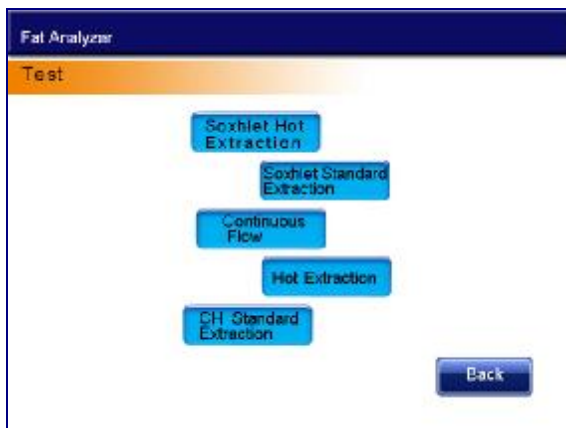 Fat Analyzer
Test
Soxhlet Hot
Extraction
Soxhlet Standard
Extraction
Continuous
Flow
Hot Extraction
CH Standard
Extraction
Back